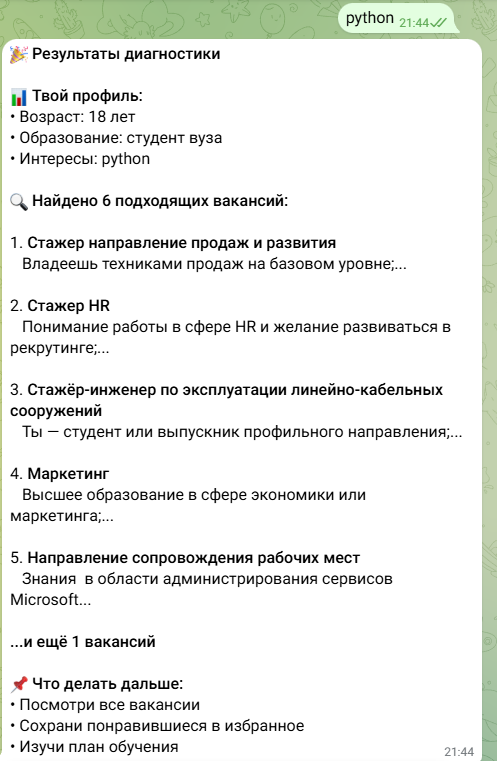 python 21:44
🎉 Результаты диагностики
📊 Твой профиль:
• Возраст: 18 лет
• Образование: студент вуза
• Интересы: python
🔍 Найдено 6 подходящих вакансий:
1. Стажер направление продаж и развития
Владеешь техниками продаж на базовом уровне;...
2. Стажер HR
Понимание работы в сфере HR и желание развиваться в
рекрутинге;...
3. Стажёр-инженер по эксплуатации линейно-кабельных
сооружений
Ты — студент или выпускник профильного направления;...
4. Маркетинг
Высшее образование в сфере экономики или
маркетинга;...
5. Направление сопровождения рабочих мест
Знания  в области администрирования сервисов
Microsoft...
...и ещё 1 вакансий
📌 Что делать дальше:
• Посмотри все вакансии
• Сохрани понравившиеся в избранное
• Изучи план обучения
21:44